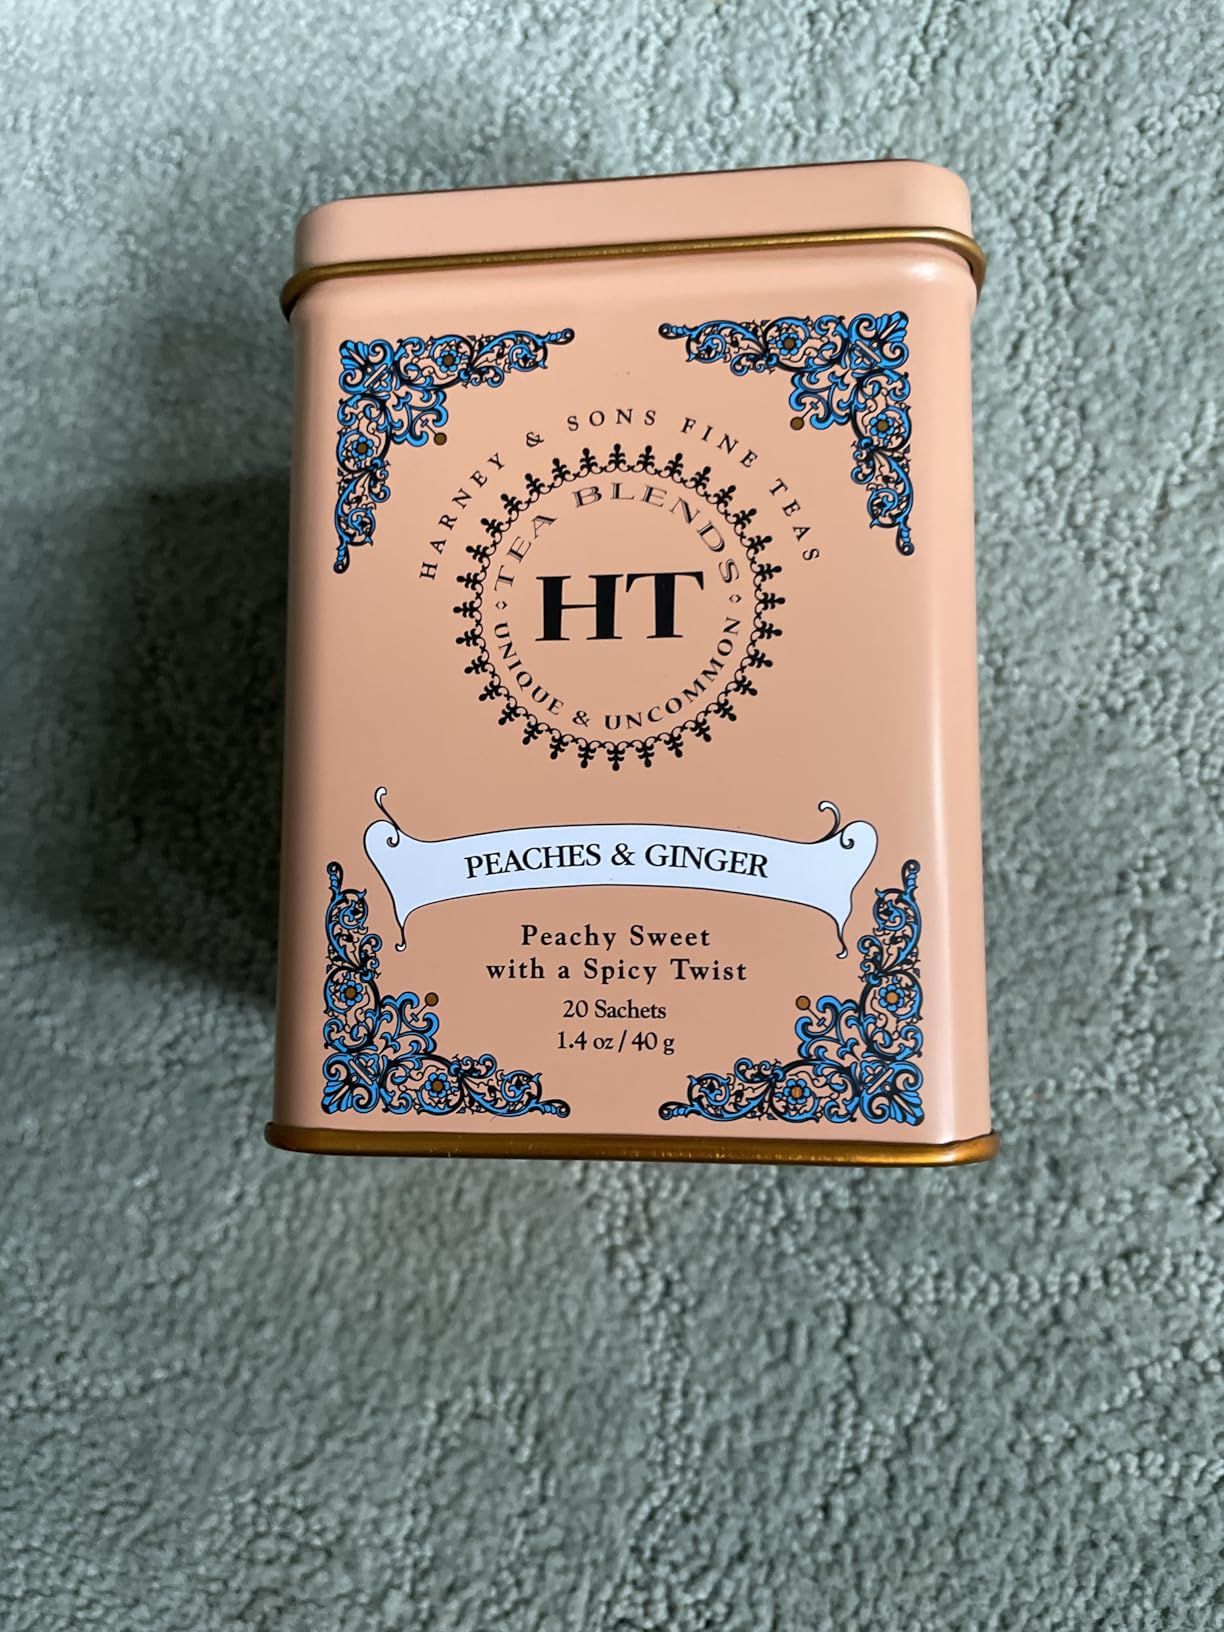 HARNEY & SONS FINE TEAS
TEA BLENDS
HT
UNIQUE & UNCOMMON
PEACHES & GINGER
Peachy Sweet
with a Spicy Twist
20 Sachets
1.4 oz / 40 g